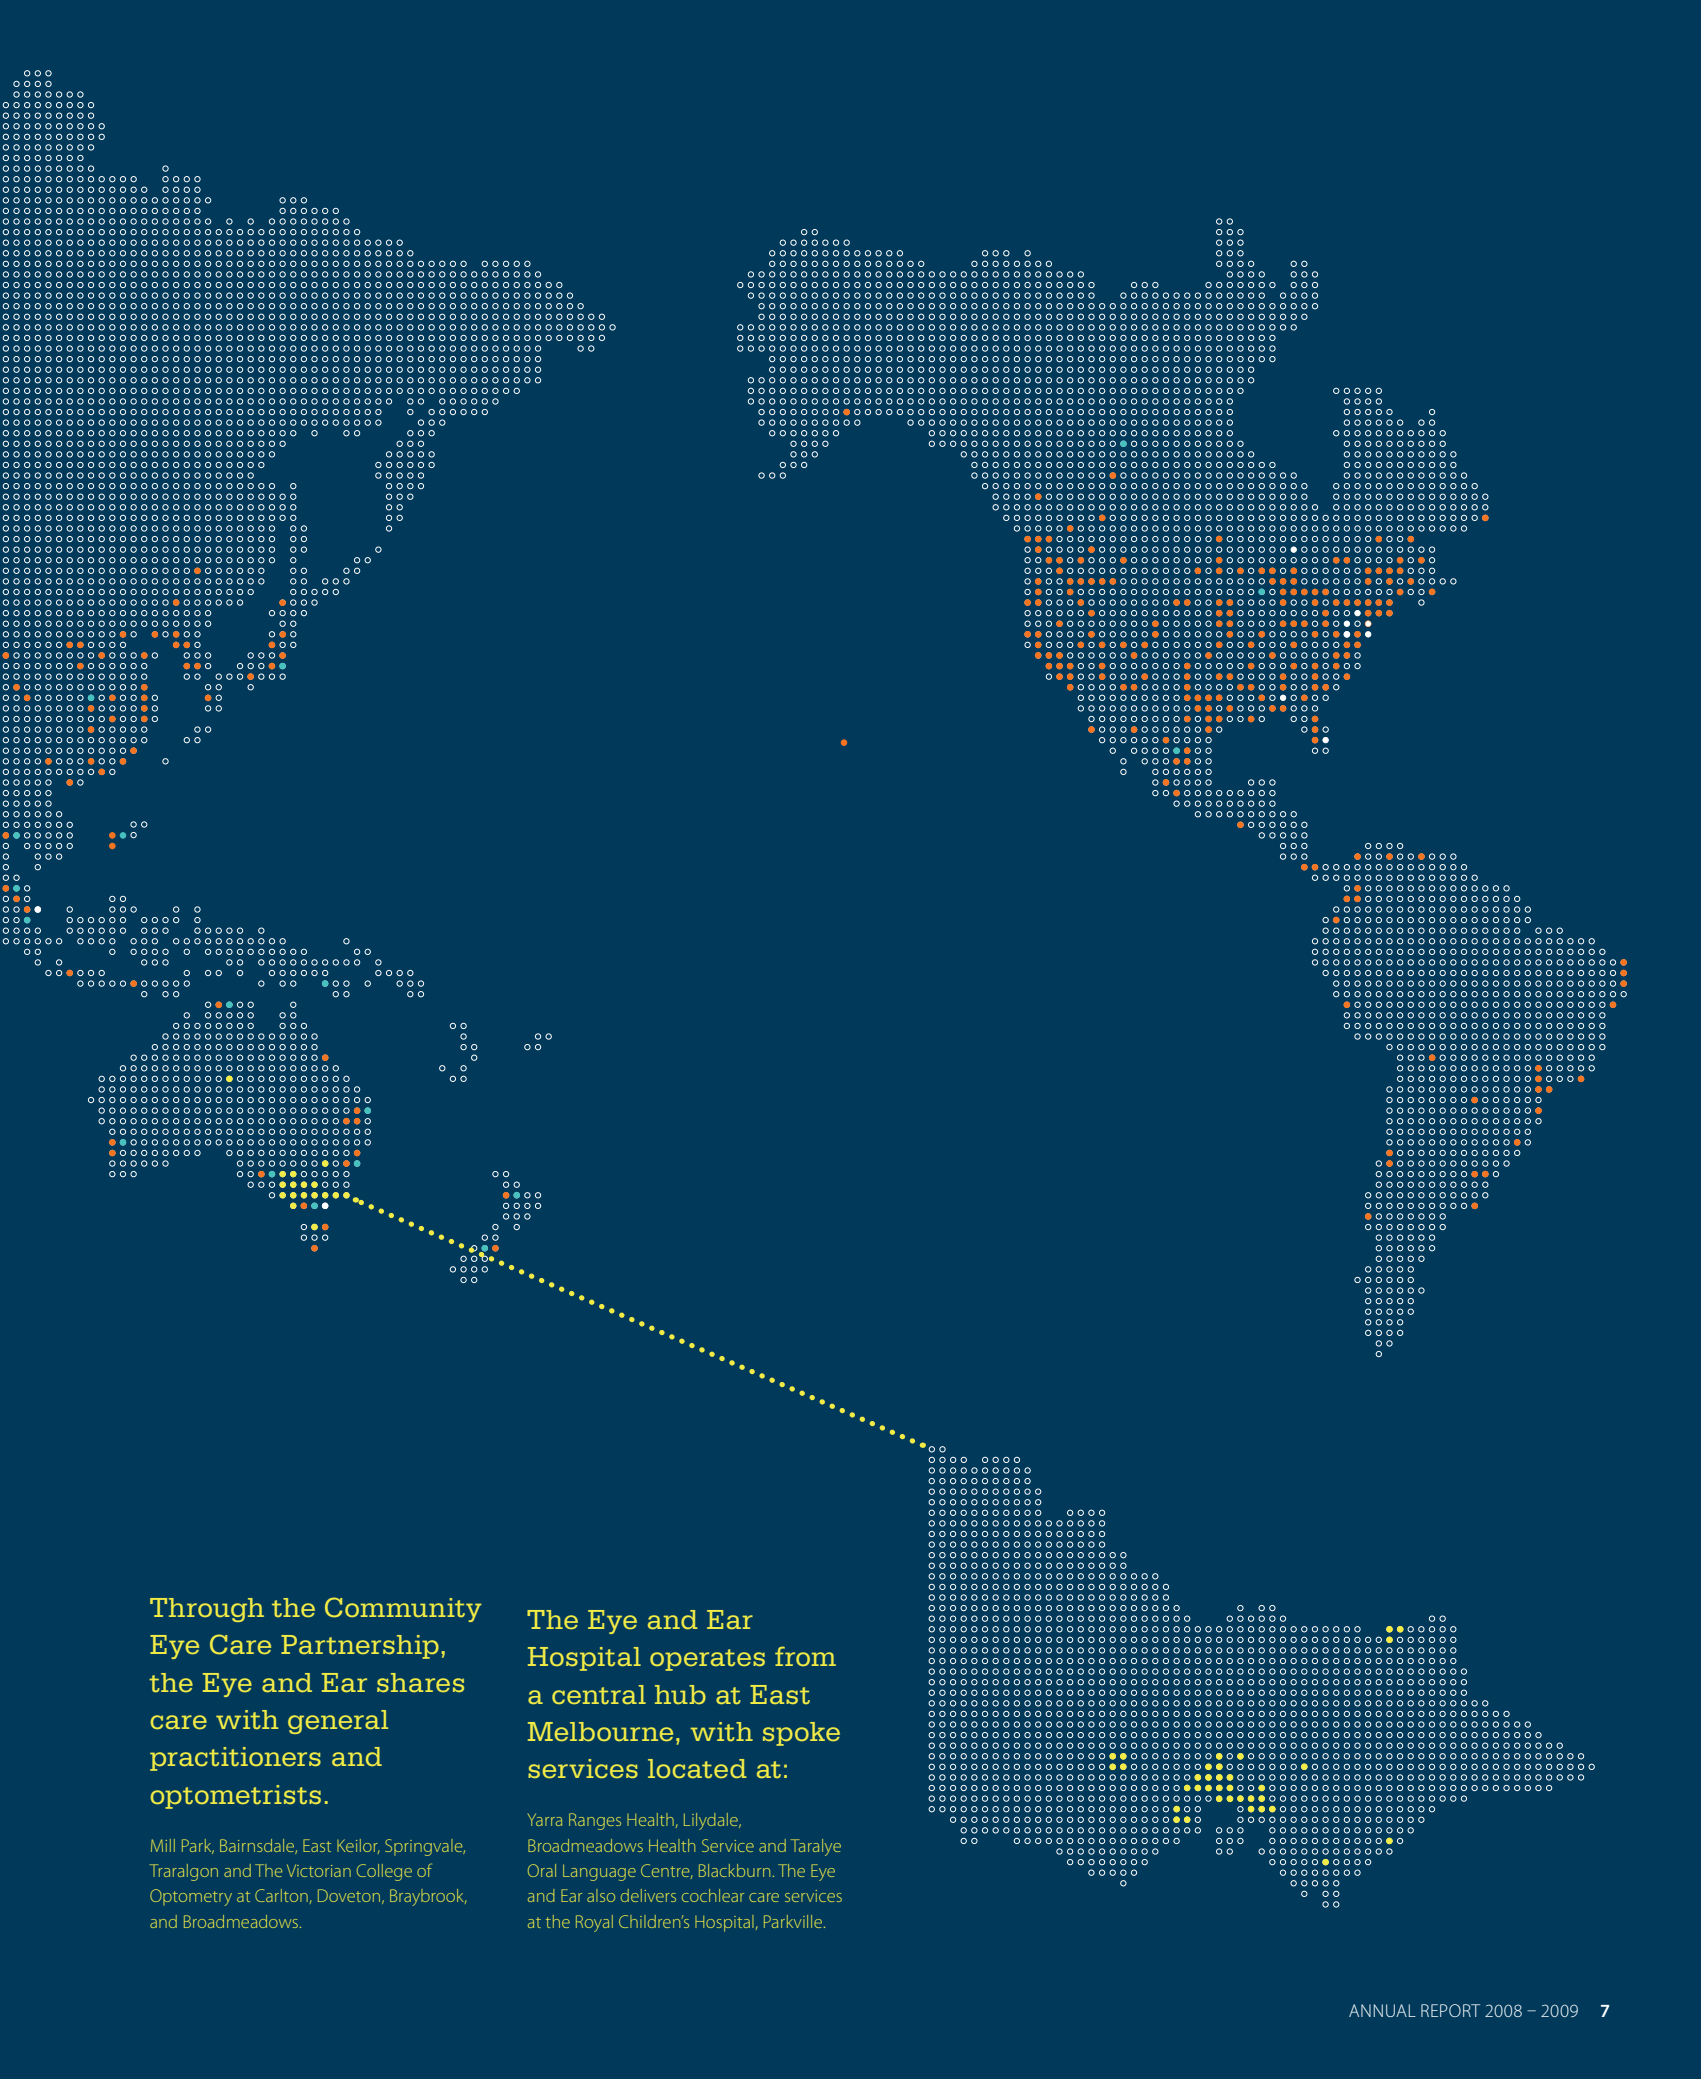 Through the Community
Eye Care Partnership,
the Eye and Ear shares
care with general
practitioners and
optometrists.
Mill Park, Bairnsdale, East Keilor, Springvale,
Traralgon and The Victorian College of
Optometry at Carlton, Doveton, Braybrook,
and Broadmeadows.
The Eye and Ear
Hospital operates from
a central hub at East
Melbourne, with spoke
services located at:
Yarra Ranges Health, Lilydale,
Broadmeadows Health Service and Taralye
Oral Language Centre, Blackburn. The Eye
and Ear also delivers cochlear care services
at the Royal Children’s Hospital, Parkville.
ANNUAL REPORT 2008 – 2009 7